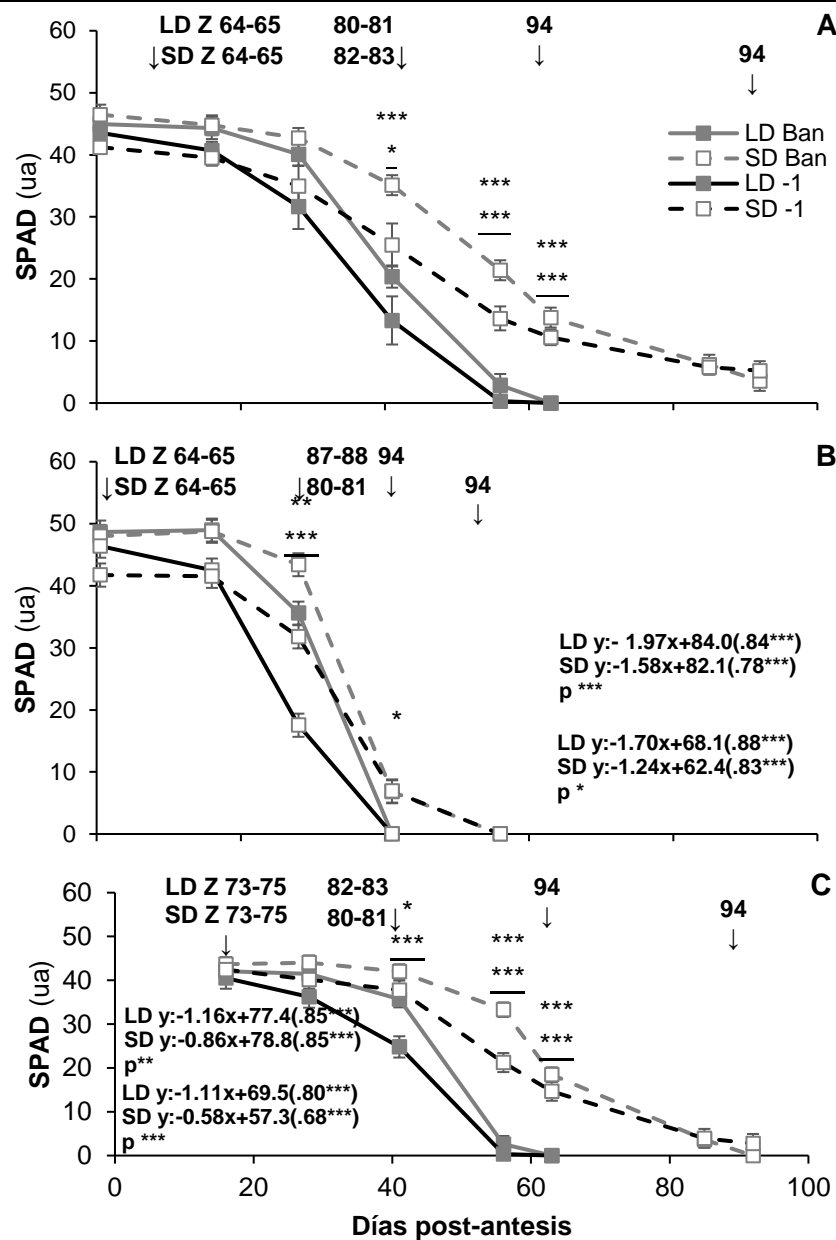 A
LD Z 64-65 80-81 94
↓SD Z 64-65 82-83↓ ↓ 94
↓
60
50
40
30
20
10
0
SPAD (ua)
***
*
***
***
***
***
LD Ban
SD Ban
LD -1
SD -1
B
LD Z 64-65 87-88 94
↓SD Z 64-65 ↓80-81 ↓ 94
↓
60
50
40
30
20
10
0
SPAD (ua)
**
***
*
LD y:- 1.97x+84.0(.84***)
SD y:-1.58x+82.1(.78***)
p ***
LD y:-1.70x+68.1(.88***)
SD y:-1.24x+62.4(.83***)
p *
C
LD Z 73-75 82-83 94
SD Z 73-75 80-81↓* ↓ 94
↓ ↓
60
50
40
30
20
10
0
SPAD (ua)
***
***
***
***
***
LD y:-1.16x+77.4(.85***)
SD y:-0.86x+78.8(.85***)
p**
LD y:-1.11x+69.5(.80***)
SD y:-0.58x+57.3(.68***)
p ***
0 20 40 60 80 100
Días post-antesis